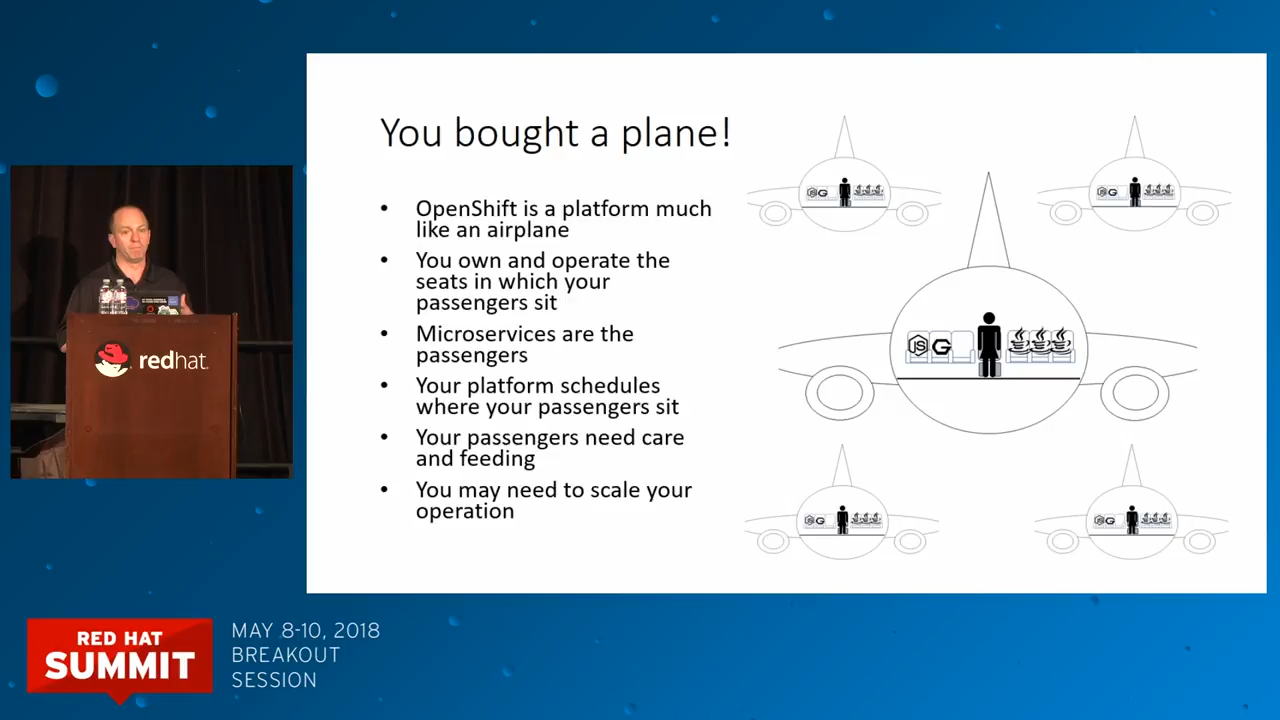 You bought a plane!
• OpenShift is a platform much
like an airplane
• You own and operate the
seats in which your
passengers sit
• Microservices are the
passengers
• Your platform schedules
where your passengers sit
• Your passengers need care
and feeding
• You may need to scale your
operation
redhat.
RED HAT
SUMMIT
MAY 8-10, 2018
BREAKOUT
SESSION